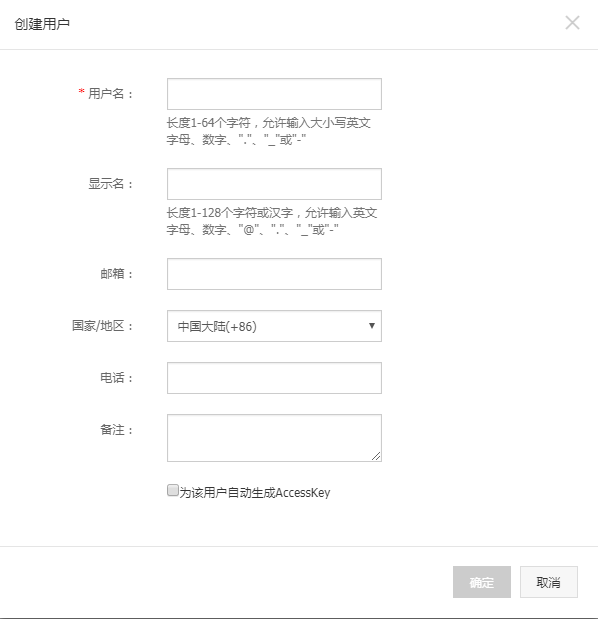 创建用户
* 用户名：
长度1-64个字符，允许输入大小写英文
字母、数字、"."、"_"或"-"
显示名：
长度1-128个字符或汉字，允许输入英文
字母、数字、"@"、"."、"_"或"-"
邮箱：
国家/地区：
中国大陆(+86)
电话：
备注：
为该用户自动生成AccessKey
确定 取消